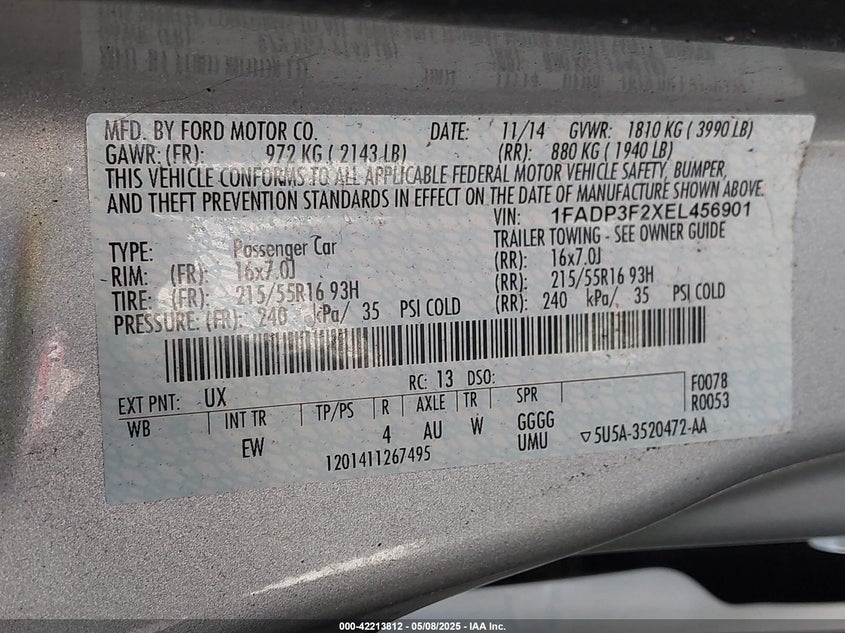 MFD. BY FORD MOTOR CO. DATE: 11/14 GVWR: 1810 KG ( 3990 LB)
GAWR: (FR): 972 KG ( 2143 LB) (RR): 880 KG ( 1940 LB)
THIS VEHICLE CONFORMS TO ALL APPLICABLE FEDERAL MOTOR VEHICLE SAFETY, BUMPER,
AND THEFT PREVENTION STANDARDS IN EFFECT ON THE DATE OF MANUFACTURE SHOWN ABOVE.
VIN: 1FADP3F2XEL456901
TYPE: Passenger Car TRAILER TOWING - SEE OWNER GUIDE
RIM: (FR): 16x7.0J (RR): 16x7.0J
TIRE: (FR): 215/55R16 93H (RR): 215/55R16 93H
PRESSURE: (FR): 240 kPa/ 35 PSI COLD (RR): 240 kPa/ 35 PSI COLD
EXT PNT: UX RC: 13 DSO: F0078
WB INT TR TP/PS R AXLE TR SPR R0053
EW 4 AU W GGGG
UMU ▽5U5A-3520472-AA
1201411267495
000-42213812 - 05/08/2025 - IAA Inc.